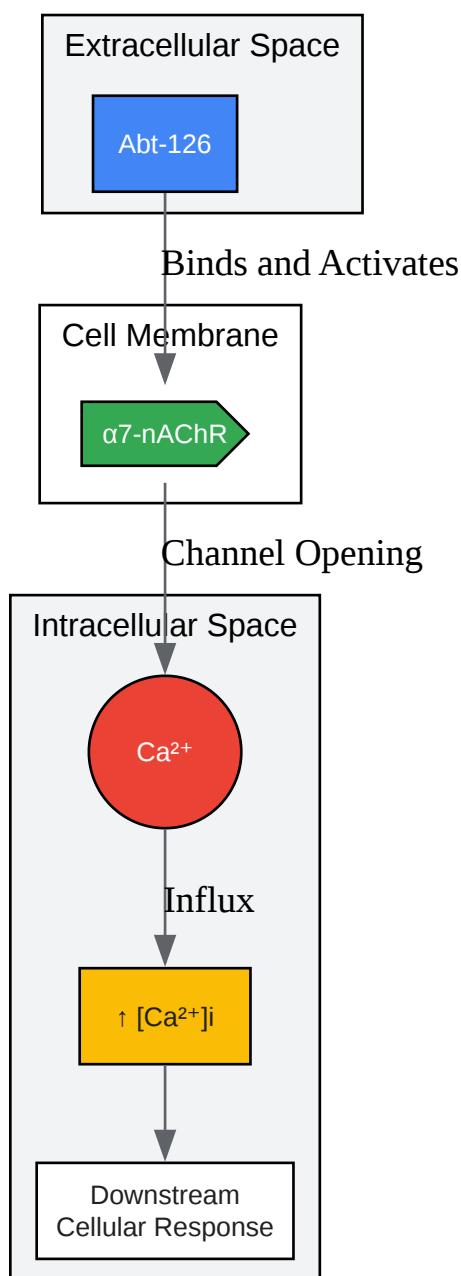 Extracellular Space
Abt-126
Binds and Activates
Cell Membrane
α7-nAChR
Channel Opening
Intracellular Space
Ca²⁺
Influx
↑ [Ca²⁺]i
Downstream
Cellular Response